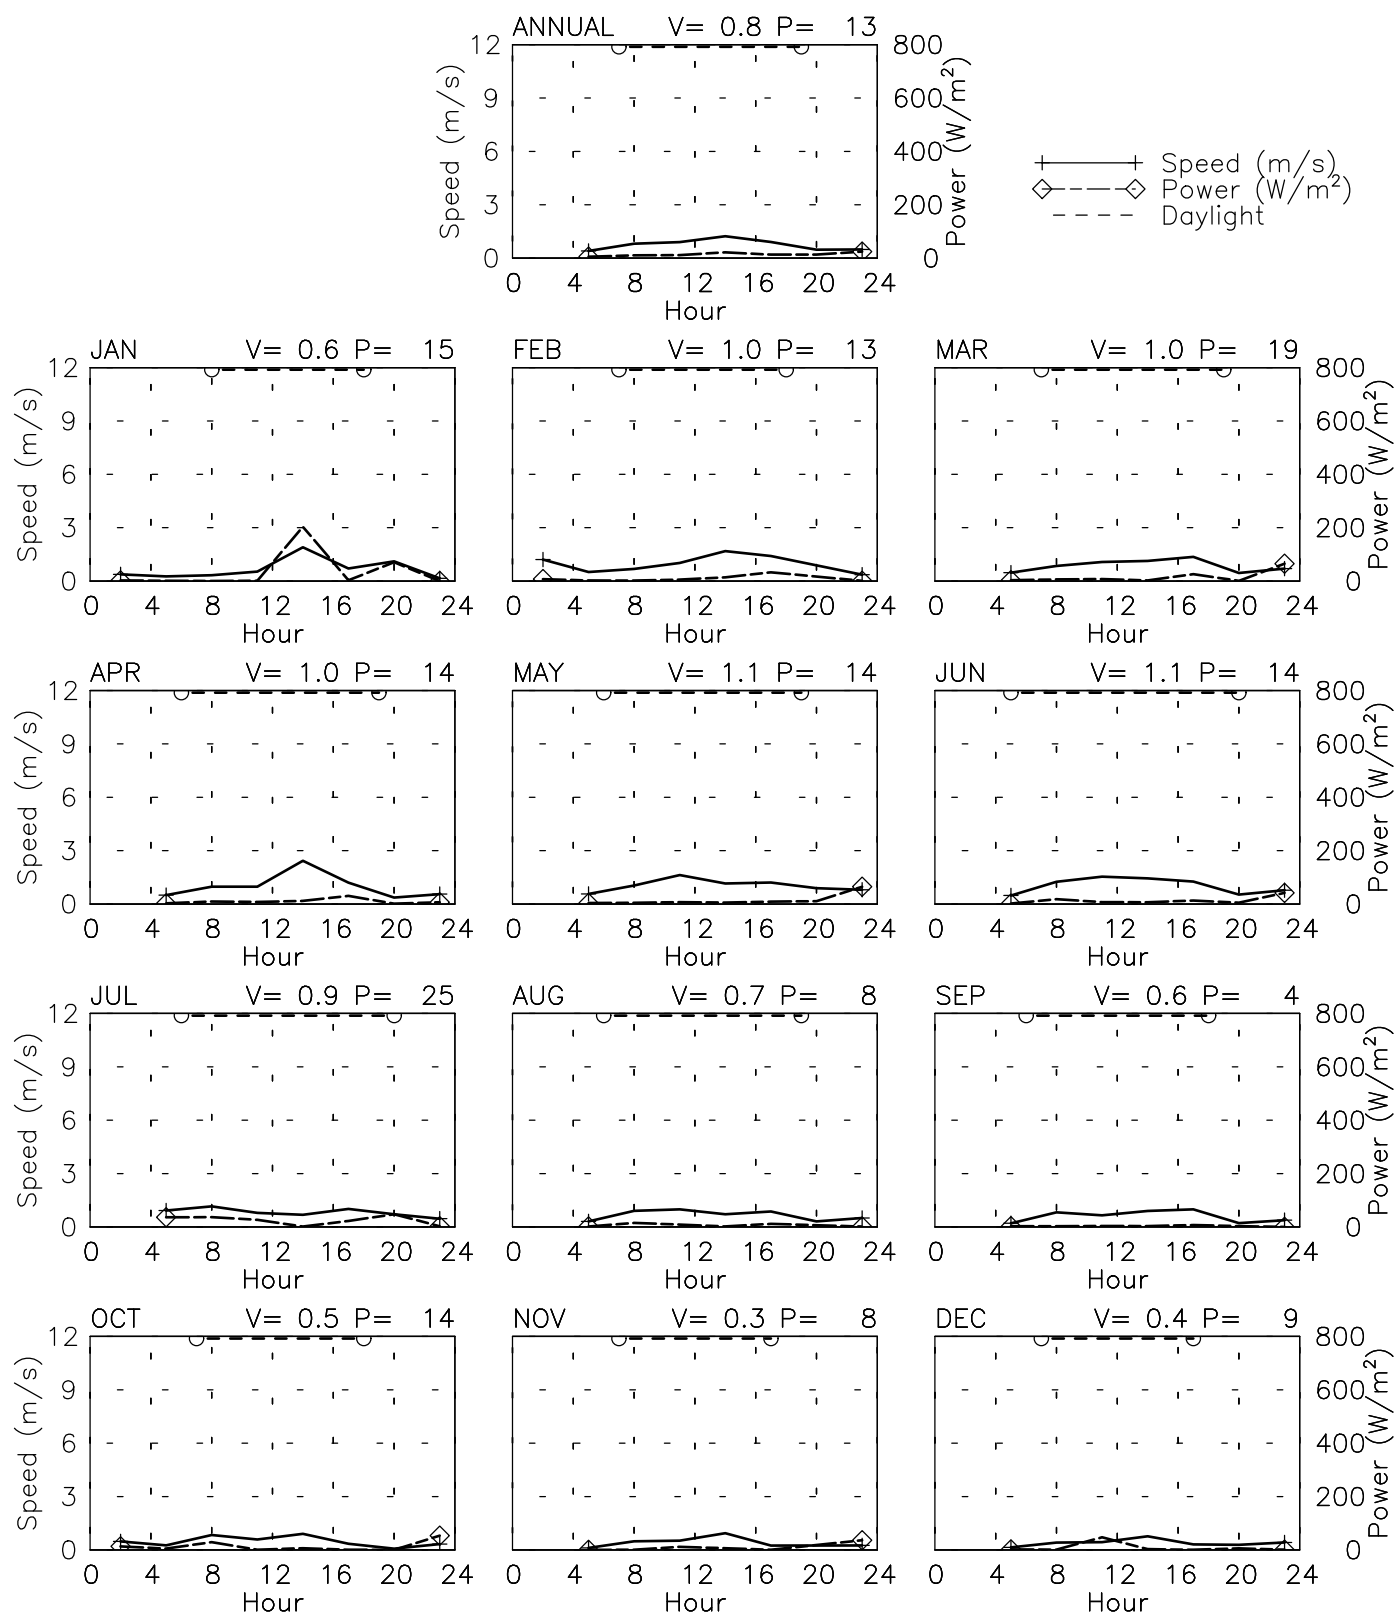 ANNUAL V= 0.8 P= 13
12 800
9 600
6 400
3 200
0 0
Speed (m/s)
Power (W/m²)
0 4 8 12 16 20 24
Hour
Speed (m/s)
Power (W/m²)
Daylight
JAN V= 0.6 P= 15
FEB V= 1.0 P= 13
MAR V= 1.0 P= 19
12 800
9 600
6 400
3 200
0 0
Speed (m/s)
Power (W/m²)
0 4 8 12 16 20 24
0 4 8 12 16 20 24
0 4 8 12 16 20 24
Hour
Hour
Hour
APR V= 1.0 P= 14
MAY V= 1.1 P= 14
JUN V= 1.1 P= 14
12 800
9 600
6 400
3 200
0 0
Speed (m/s)
Power (W/m²)
0 4 8 12 16 20 24
0 4 8 12 16 20 24
0 4 8 12 16 20 24
Hour
Hour
Hour
JUL V= 0.9 P= 25
AUG V= 0.7 P= 8
SEP V= 0.6 P= 4
12 800
9 600
6 400
3 200
0 0
Speed (m/s)
Power (W/m²)
0 4 8 12 16 20 24
0 4 8 12 16 20 24
0 4 8 12 16 20 24
Hour
Hour
Hour
OCT V= 0.5 P= 14
NOV V= 0.3 P= 8
DEC V= 0.4 P= 9
12 800
9 600
6 400
3 200
0 0
Speed (m/s)
Power (W/m²)
0 4 8 12 16 20 24
0 4 8 12 16 20 24
0 4 8 12 16 20 24
Hour
Hour
Hour